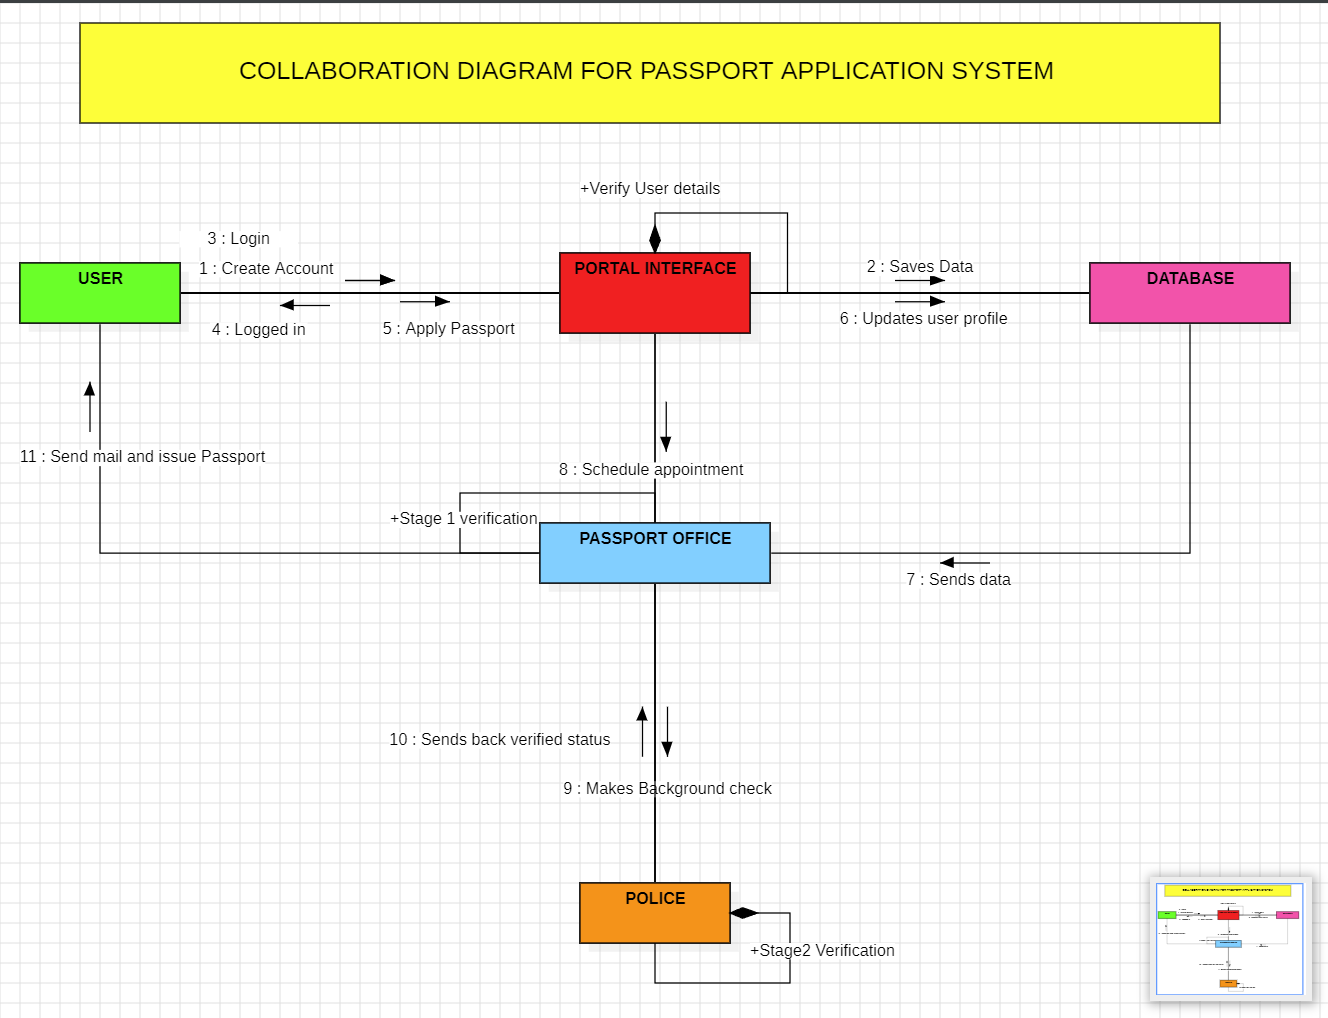 COLLABORATION DIAGRAM FOR PASSPORT APPLICATION SYSTEM
+Verify User details
3 : Login
1 : Create Account
USER
PORTAL INTERFACE
2 : Saves Data
DATABASE
4 : Logged in
5 : Apply Passport
6 : Updates user profile
11 : Send mail and issue Passport
8 : Schedule appointment
+Stage 1 verification
PASSPORT OFFICE
7 : Sends data
10 : Sends back verified status
9 : Makes Background check
POLICE
+Stage2 Verification